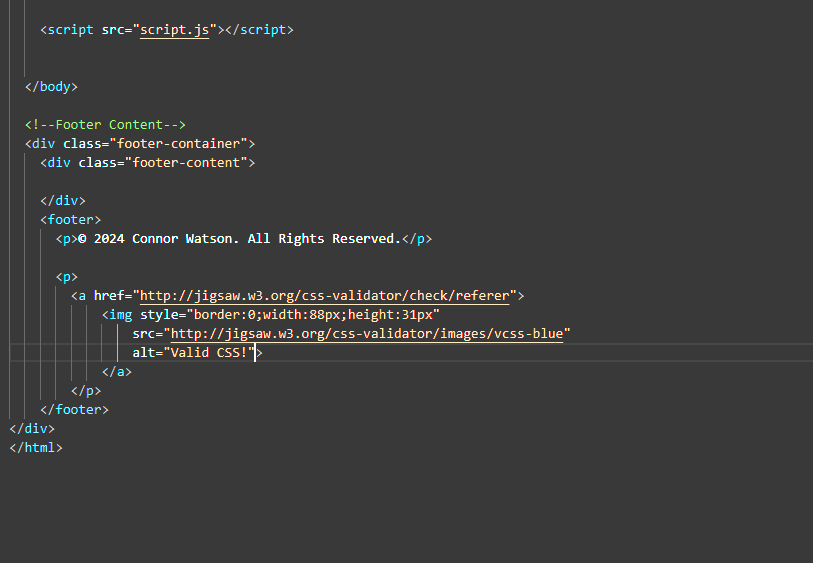 <script src="script.js"></script>
</body>
<!--Footer Content-->
<div class="footer-container">
<div class="footer-content">
</div>
<footer>
<p>© 2024 Connor Watson. All Rights Reserved.</p>
<p>
<a href="http://jigsaw.w3.org/css-validator/check/referer">
<img style="border:0;width:88px;height:31px"
src="http://jigsaw.w3.org/css-validator/images/vcss-blue"
alt="Valid CSS!">
</a>
</p>
</footer>
</div>
</html>